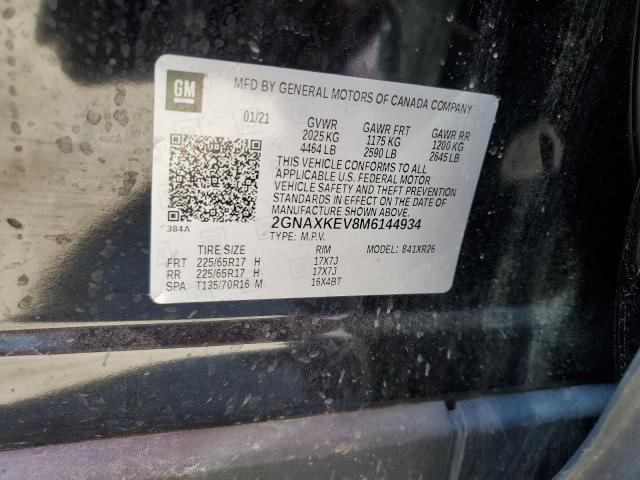 GM
MFD BY GENERAL MOTORS OF CANADA COMPANY
01/21 GVWR GAWR FRT GAWR RR
2025 KG 1175 KG 1200 KG
4464 LB 2590 LB 2645 LB
THIS VEHICLE CONFORMS TO ALL
APPLICABLE U.S. FEDERAL MOTOR
VEHICLE SAFETY AND THEFT PREVENTION
STANDARDS IN EFFECT ON THE DATE OF
MANUFACTURE SHOWN ABOVE.
384A
2GNAXKEV8M6144934
TYPE: M.P.V. MODEL: 841XR26
TIRE SIZE RIM
FRT 225/65R17 H 17X7J
RR 225/65R17 H 17X7J
SPA T135/70R16 M 16X4BT